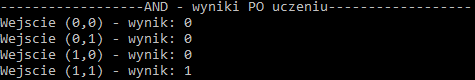 ------------------AND - wyniki PO uczeniu------------------
Wejscie (0,0) - wynik: 0
Wejscie (0,1) - wynik: 0
Wejscie (1,0) - wynik: 0
Wejscie (1,1) - wynik: 1